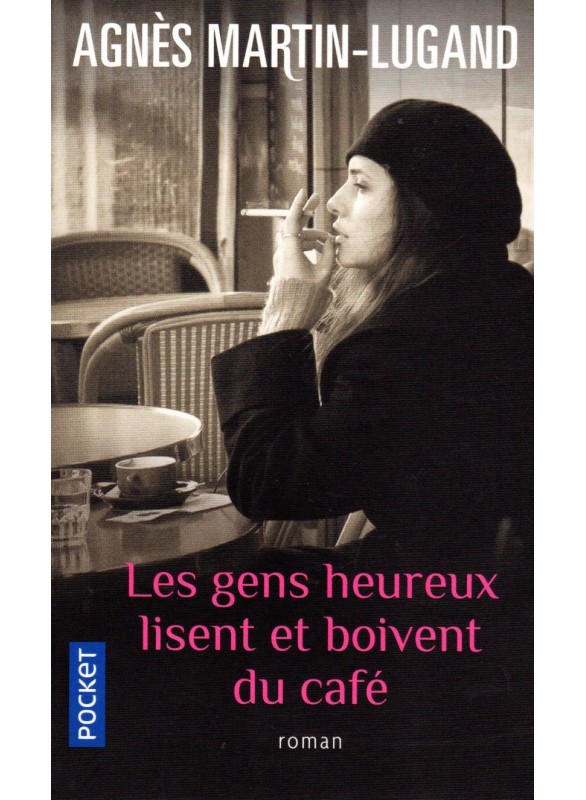 AGNÈS MARTIN-LUGAND
Les gens heureux
lisent et boivent
du café
roman
POCKET